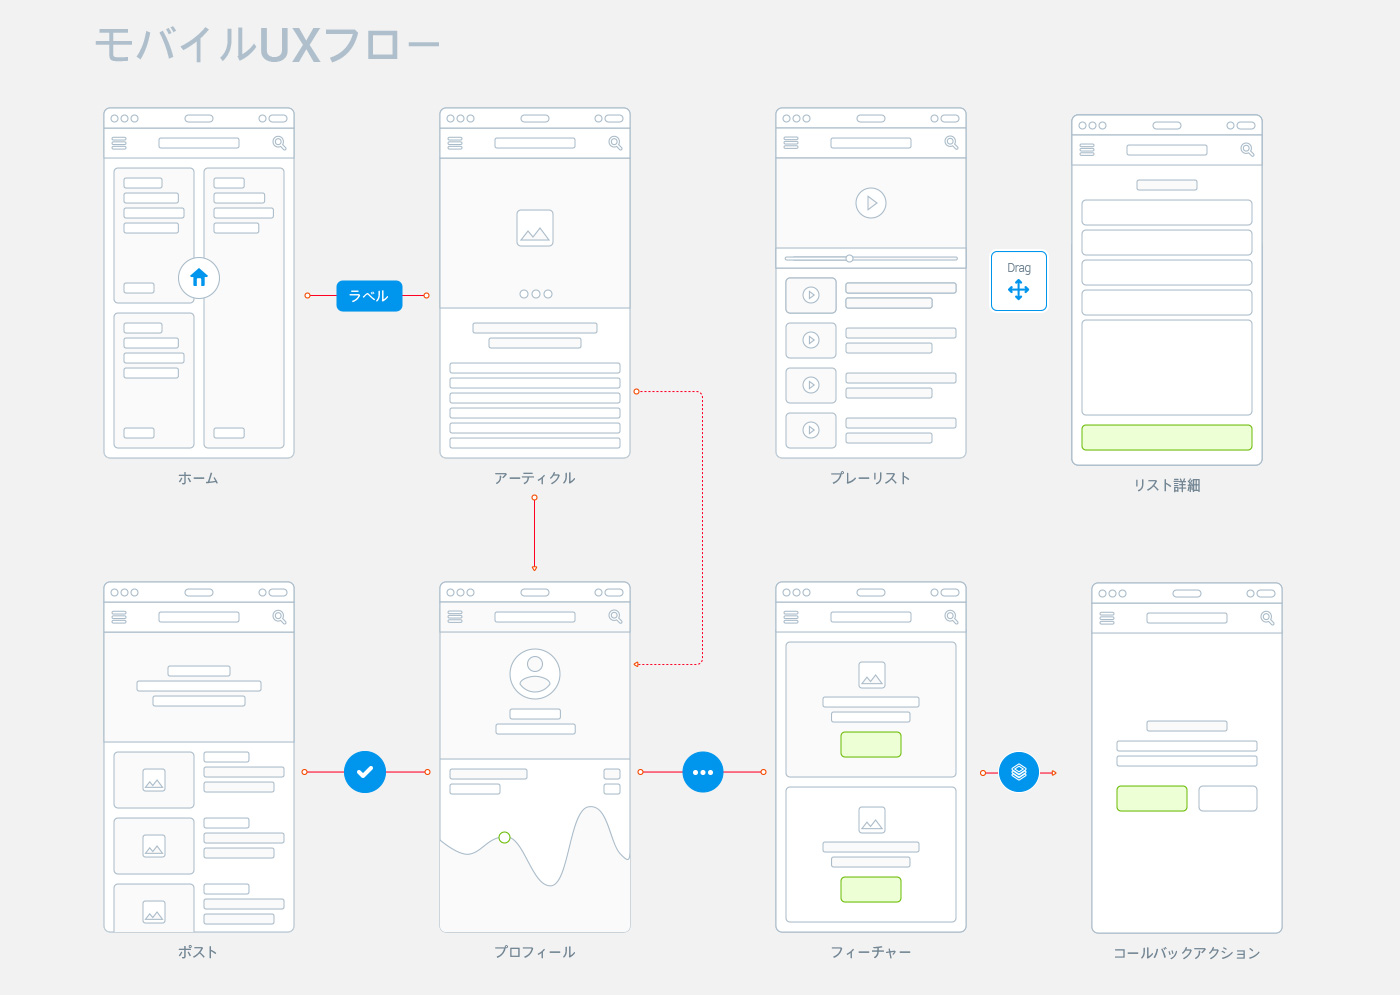 モバイルUXフロー
ラベル
Drag
ホーム
アーティクル
プレーリスト
リスト詳細
ポスト
プロフィール
フィーチャー
コールバックアクション